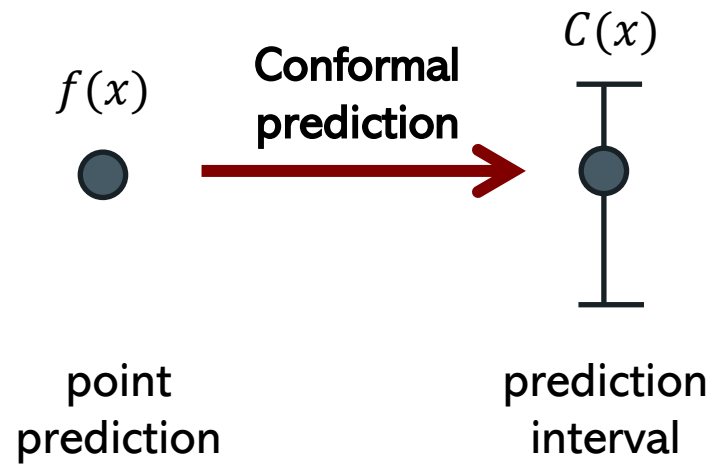 f(x)
Conformal
prediction
C(x)
point
prediction
prediction
interval